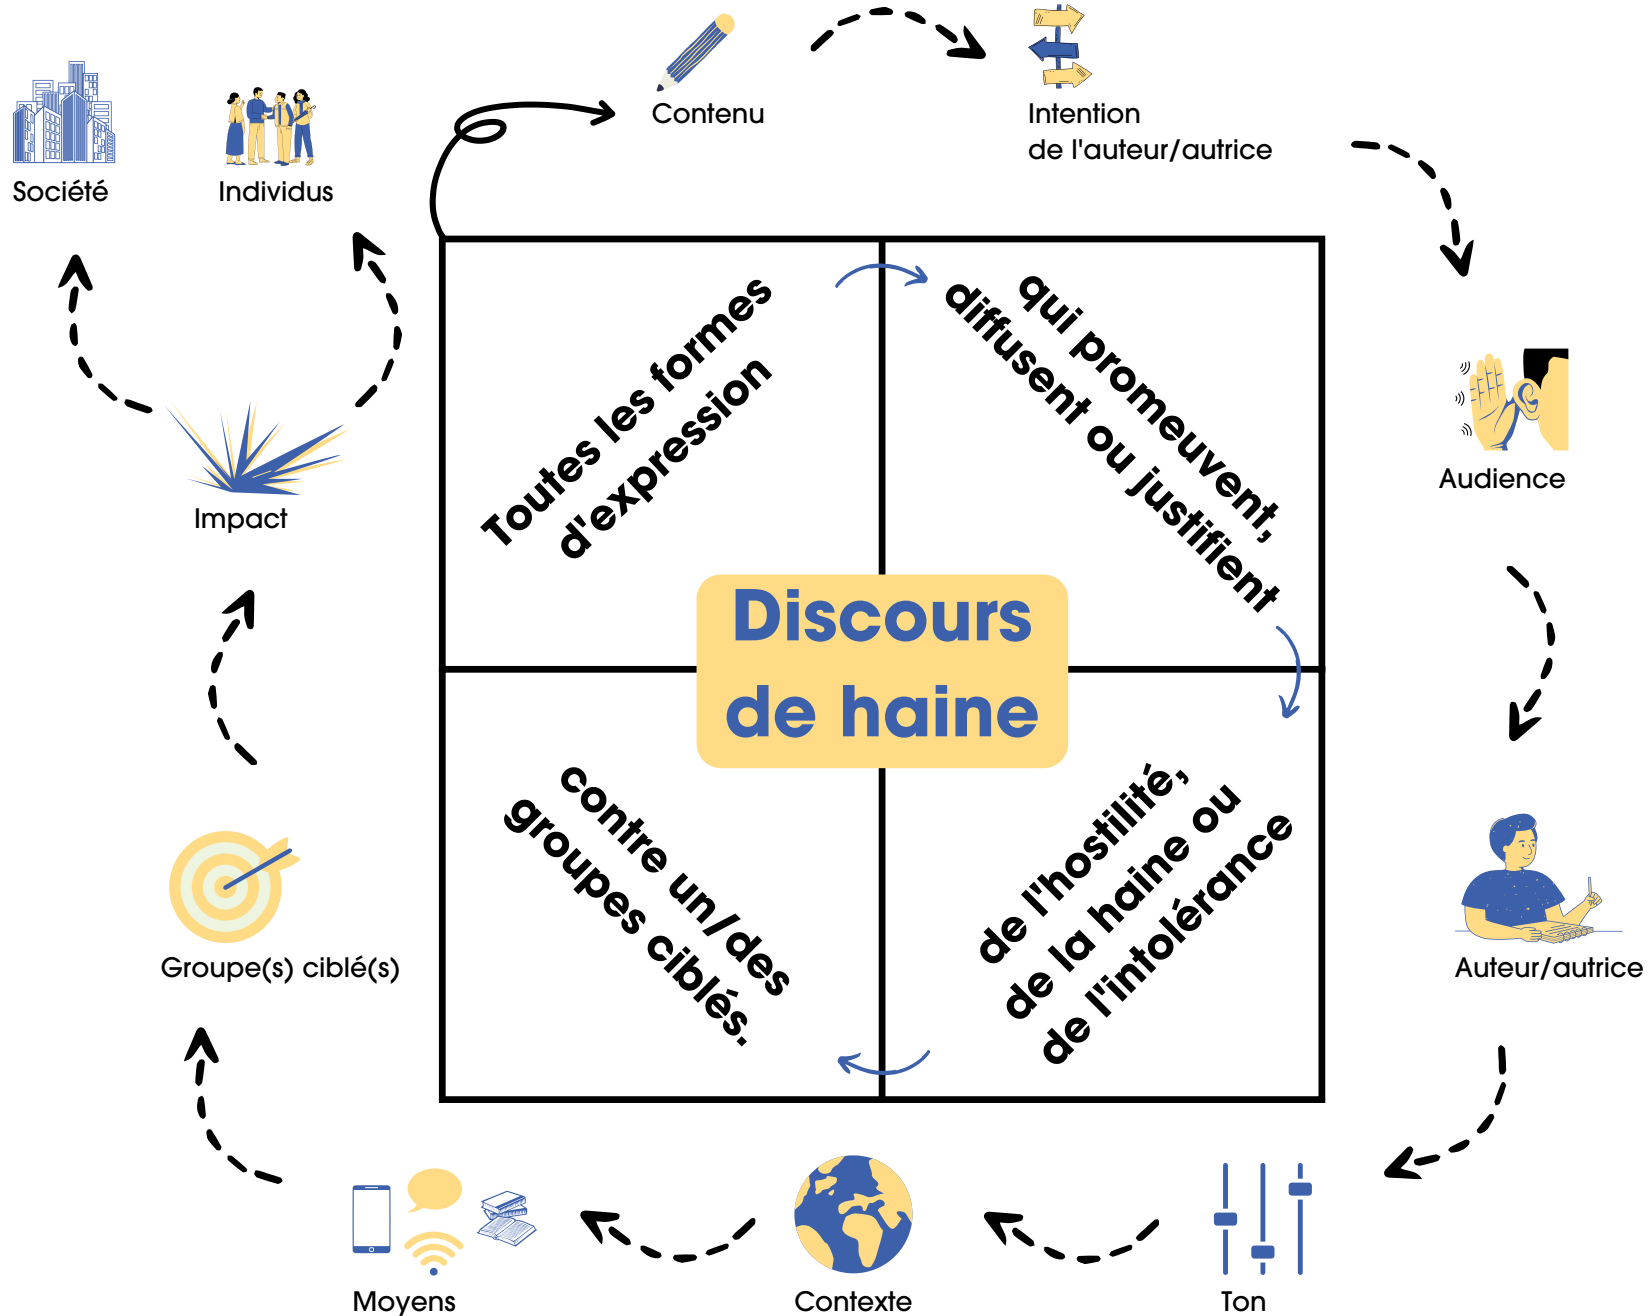 Contenu
Intention
de l'auteur/autrice
Société
Individus
Toutes les formes
d'expression
qui promeuvent,
diffusent ou justifient
Audience
Impact
Discours
de haine
contre un/des
groupes ciblés.
de l'hostilité,
de la haine ou
de l'intolérance
Groupe(s) ciblé(s)
Auteur/autrice
Moyens
Contexte
Ton